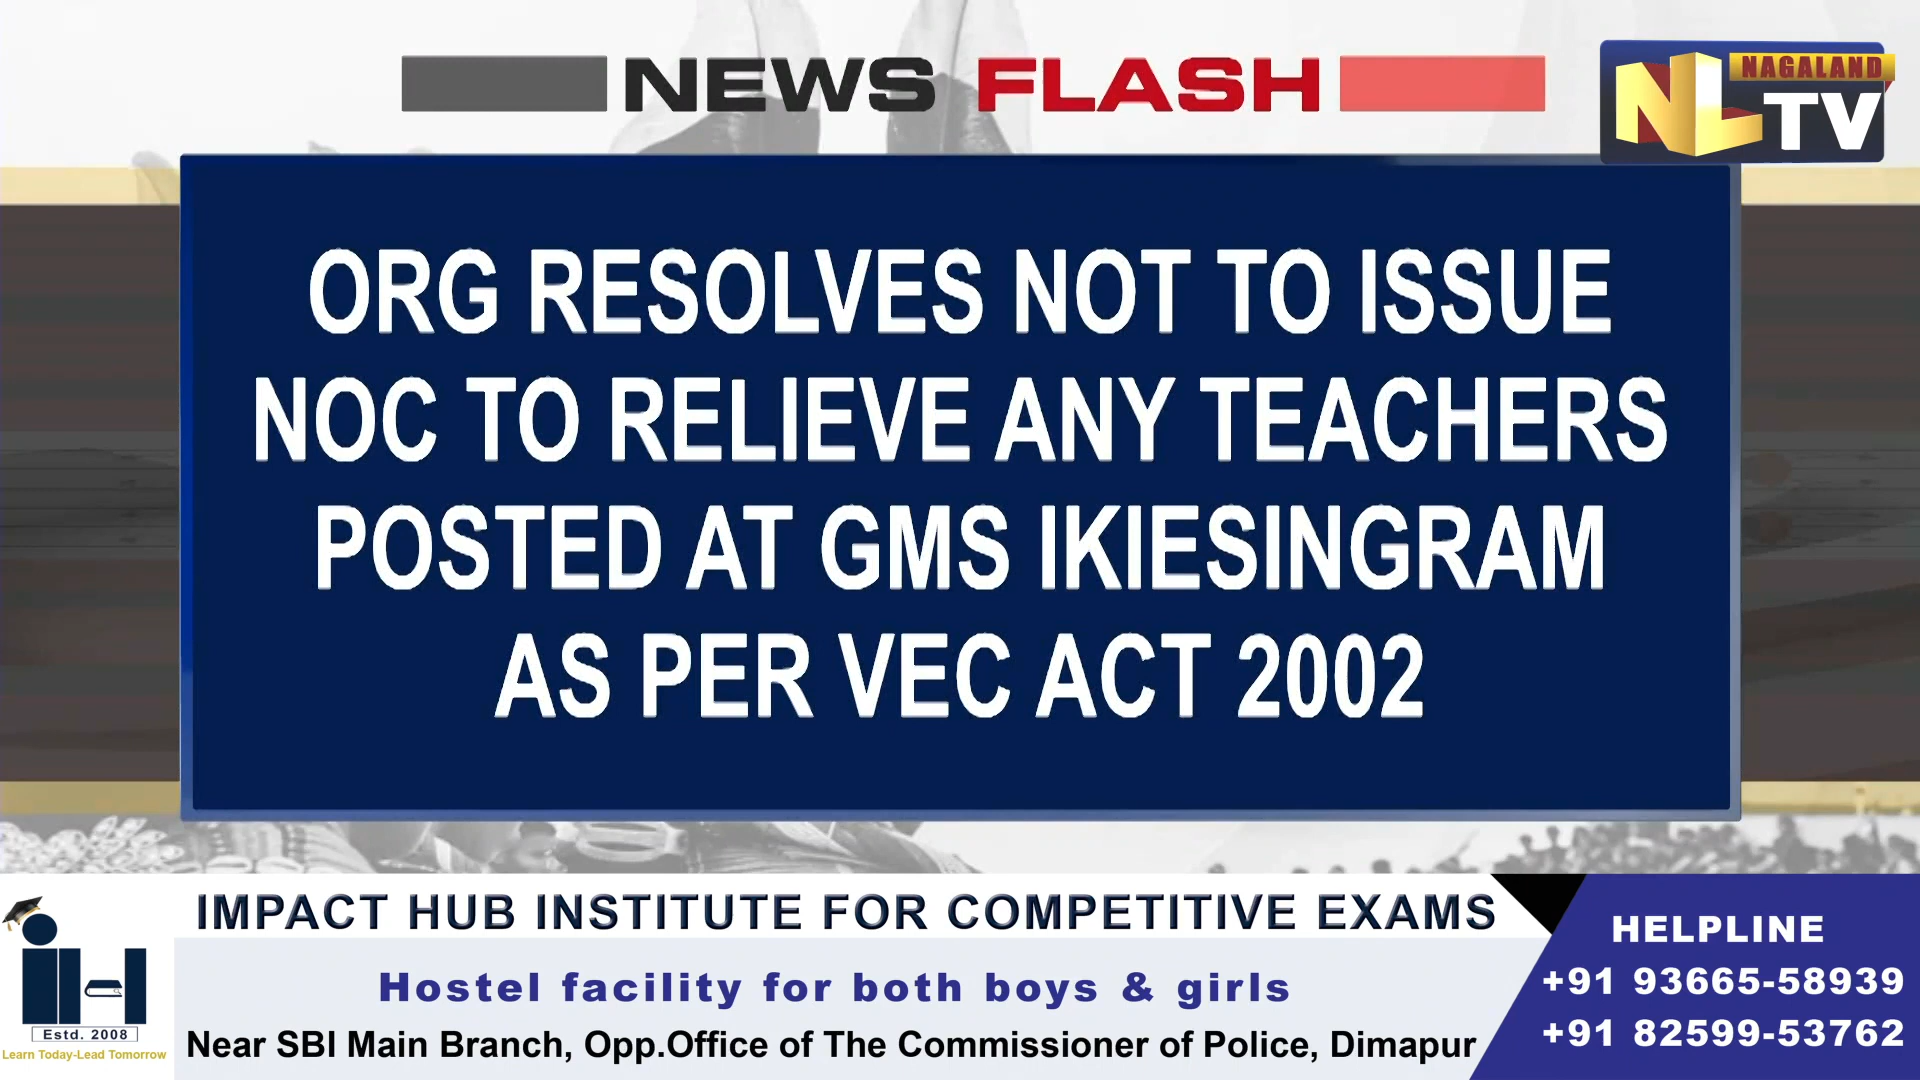 NEWS FLASH
NAGALAND
NL TV
ORG RESOLVES NOT TO ISSUE
NOC TO RELIEVE ANY TEACHERS
POSTED AT GMS IKIESINGRAM
AS PER VEC ACT 2002
IMPACT HUB INSTITUTE FOR COMPETITIVE EXAMS
Hostel facility for both boys & girls
Near SBI Main Branch, Opp.Office of The Commissioner of Police, Dimapur
iH
Estd. 2008
Learn Today-Lead Tomorrow
HELPLINE
+91 93665-58939
+91 82599-53762